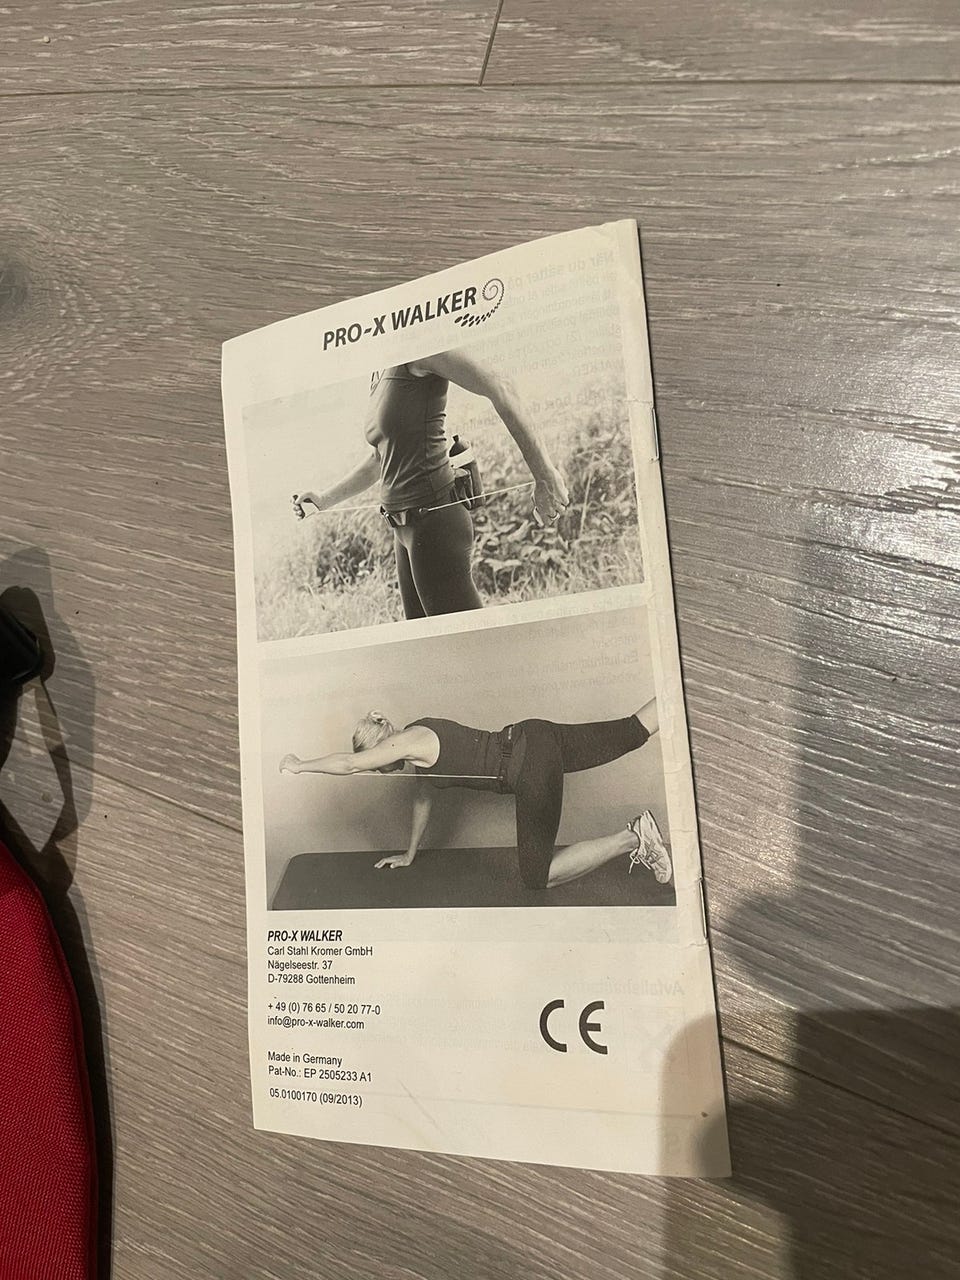 PRO-X WALKER
PRO-X WALKER
Carl Stahl Kromer GmbH
Nägelseestr. 37
D-79288 Gottenheim
+ 49 (0) 76 65 / 50 20 77-0
info@pro-x-walker.com
CE
Made in Germany
Pat-No.: EP 2505233 A1
05.0100170 (09/2013)